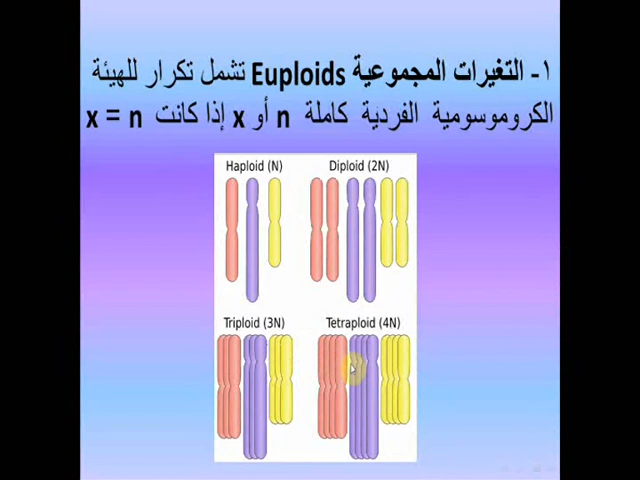 ١- التغيرات المجموعية Euploids تشمل تكرار للهيئة
الكروموسومية الفردية كاملة n أو x إذا كانت x = n
Haploid (N)
Diploid (2N)
Triploid (3N)
Tetraploid (4N)